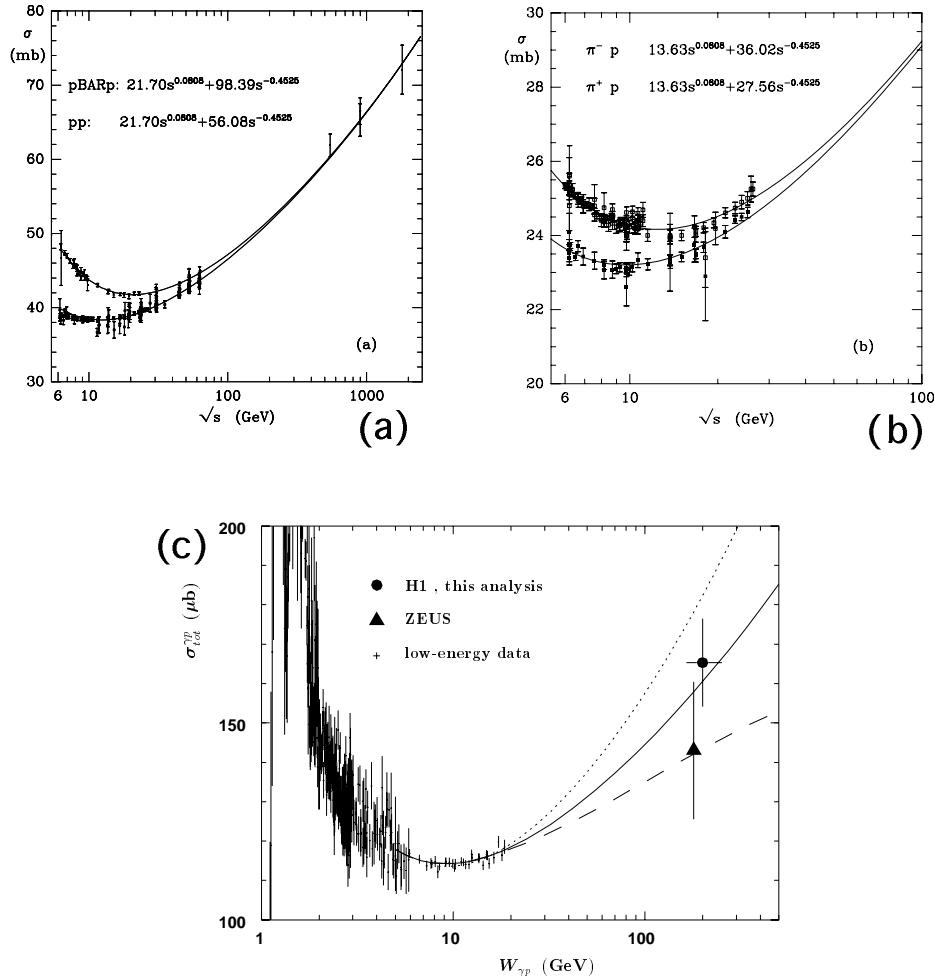 σ
(mb)
80
70
60
50
40
30
pBARp: 21.70s^0.0808+98.39s^−0.4525
pp: 21.70s^0.0808+56.08s^−0.4525
(a)
6 10 100 1000
√s (GeV)
(a)
σ
(mb)
30
28
26
24
22
20
π⁻ p 13.63s^0.0808+36.02s^−0.4525
π⁺ p 13.63s^0.0808+27.56s^−0.4525
(b)
6 10 100
√s (GeV)
(b)
(c)
σ_tot^γp (μb)
200
150
100
H1 , this analysis
ZEUS
low-energy data
1 10 100
W_γp (GeV)